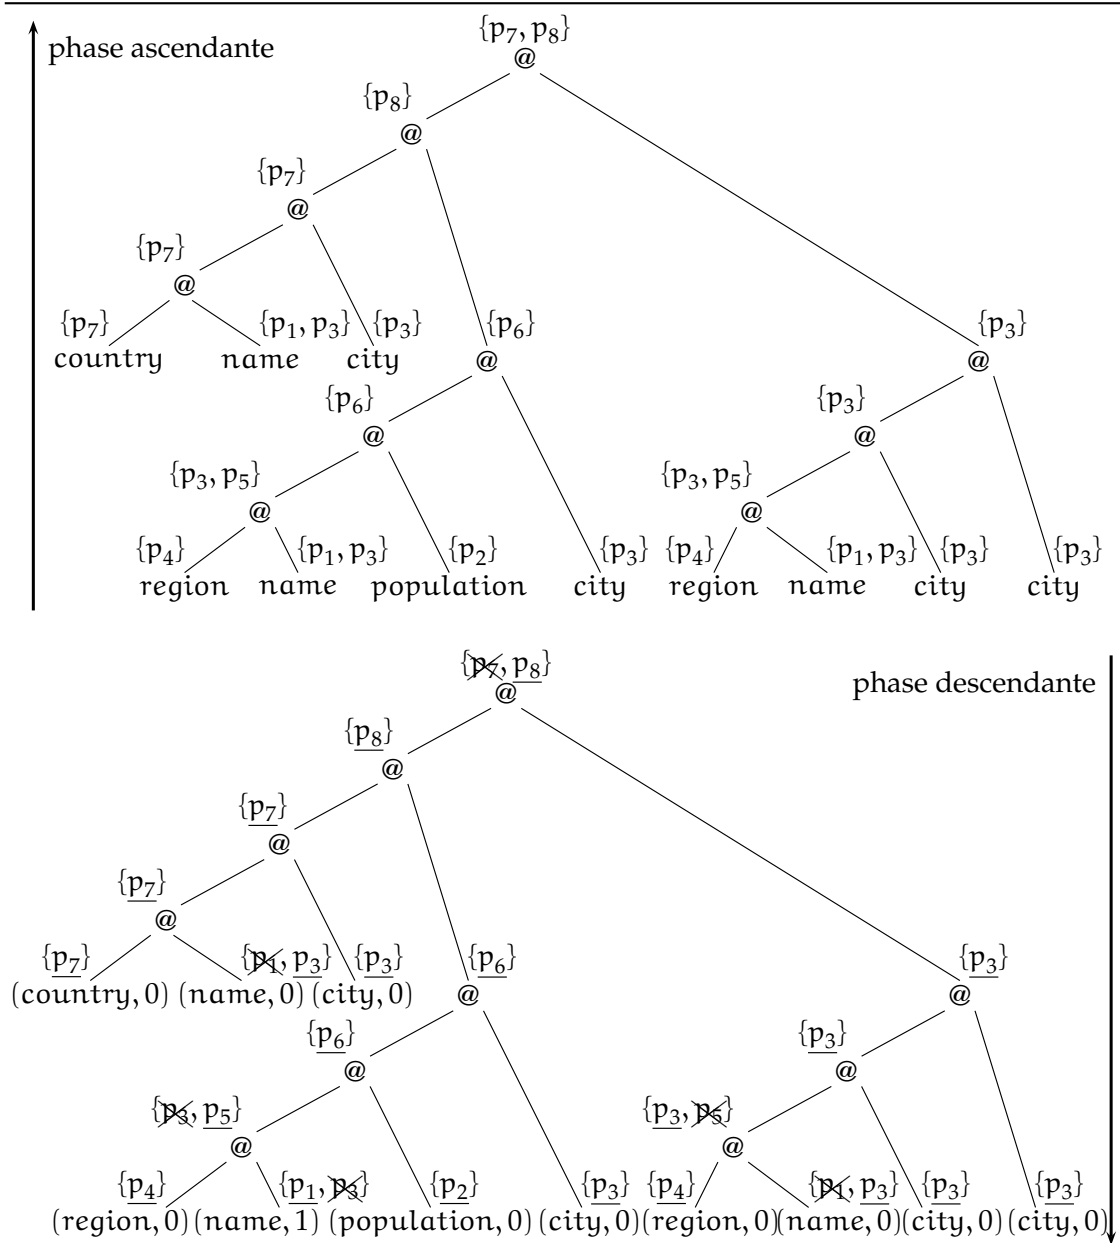 {p7, p8}
phase ascendante
@
{p8}
@
{p7}
@
{p7}
@
{p7} {p1, p3} {p3} {p6} {p3}
country name city @ @
{p6} {p3}
@ @
{p3, p5} {p3, p5}
@ @
{p4} {p1, p3} {p2} {p3} {p4} {p1, p3} {p3} {p3}
region name population city region name city city
{p7, p8}
phase descendante
@
{p8}
@
{p7}
@
{p7}
@
{p7} {p1, p3} {p3} {p6} {p3}
(country, 0) (name, 0) (city, 0) @ @
{p6} {p3}
@ @
{p3, p5} {p3, p5}
@ @
{p4} {p1, p3} {p2} {p3} {p4} {p1, p3} {p3} {p3}
(region, 0) (name, 1) (population, 0) (city, 0) (region, 0) (name, 0) (city, 0) (city, 0)